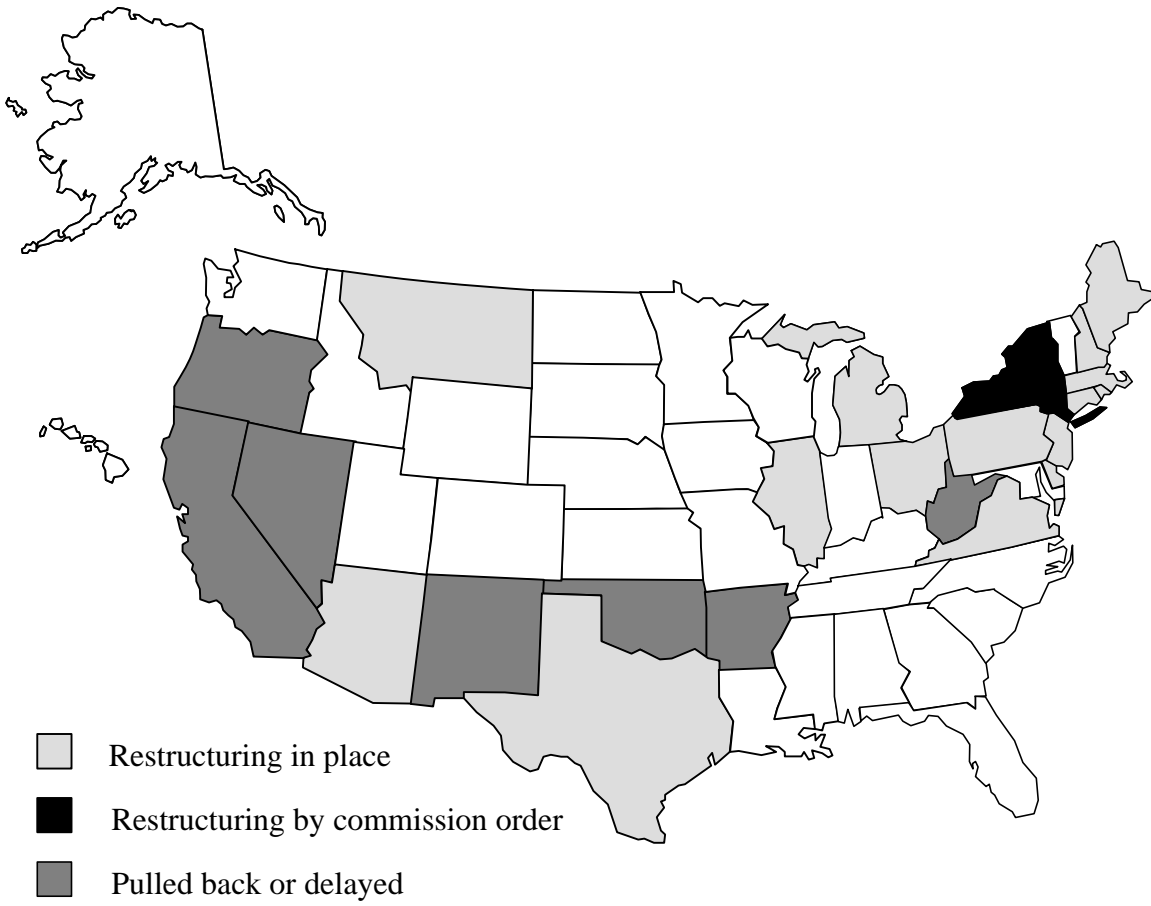 Restructuring in place
Restructuring by commission order
Pulled back or delayed